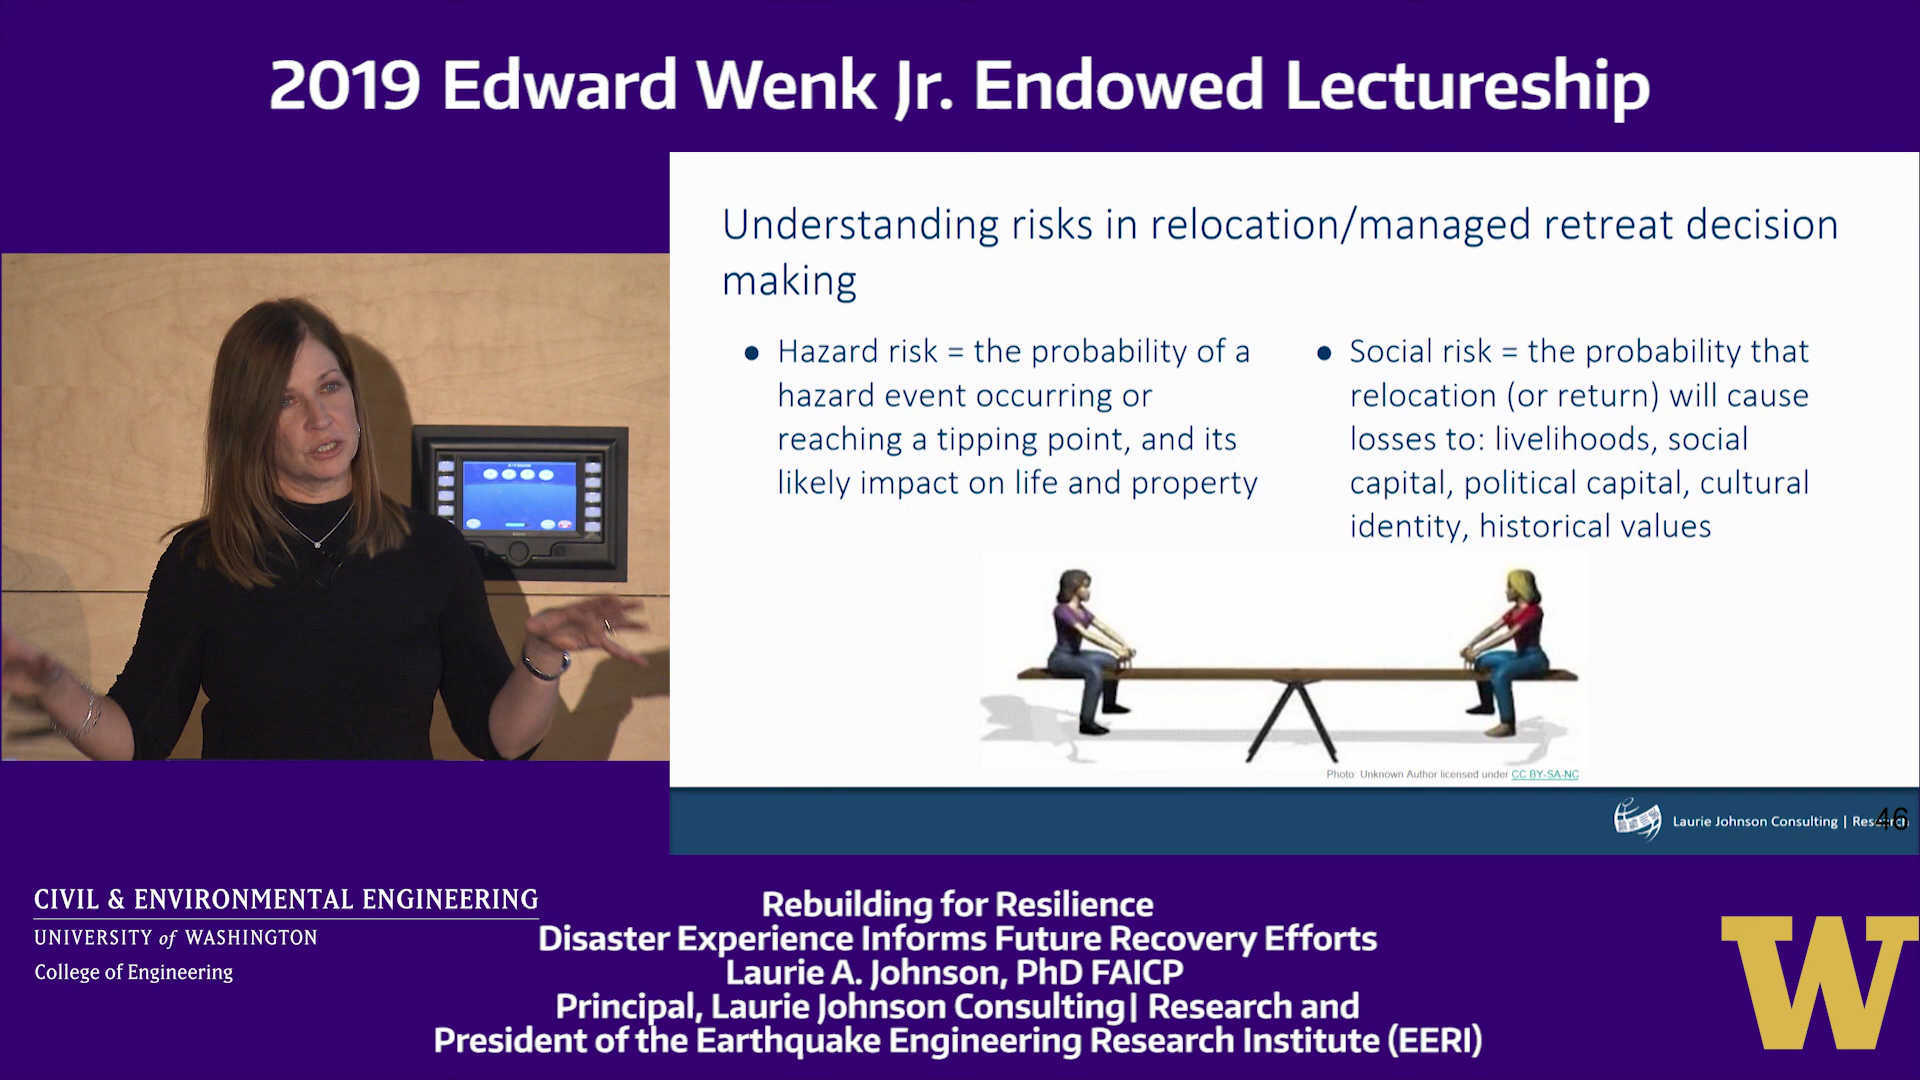 2019 Edward Wenk Jr. Endowed Lectureship
Understanding risks in relocation/managed retreat decision
making
● Hazard risk = the probability of a
hazard event occurring or
reaching a tipping point, and its
likely impact on life and property
● Social risk = the probability that
relocation (or return) will cause
losses to: livelihoods, social
capital, political capital, cultural
identity, historical values
Photo: Unknown Author licensed under CC BY-SA-NC
Laurie Johnson Consulting | Research
46
CIVIL & ENVIRONMENTAL ENGINEERING
UNIVERSITY of WASHINGTON
College of Engineering
Rebuilding for Resilience
Disaster Experience Informs Future Recovery Efforts
Laurie A. Johnson, PhD FAICP
Principal, Laurie Johnson Consulting| Research and
President of the Earthquake Engineering Research Institute (EERI)
W